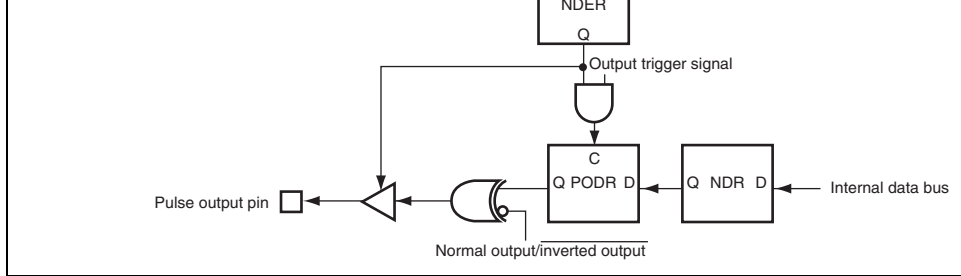 NDER
Q
Output trigger signal
C
Q PODR D
Q NDR D
Internal data bus
Pulse output pin
Normal output/inverted output